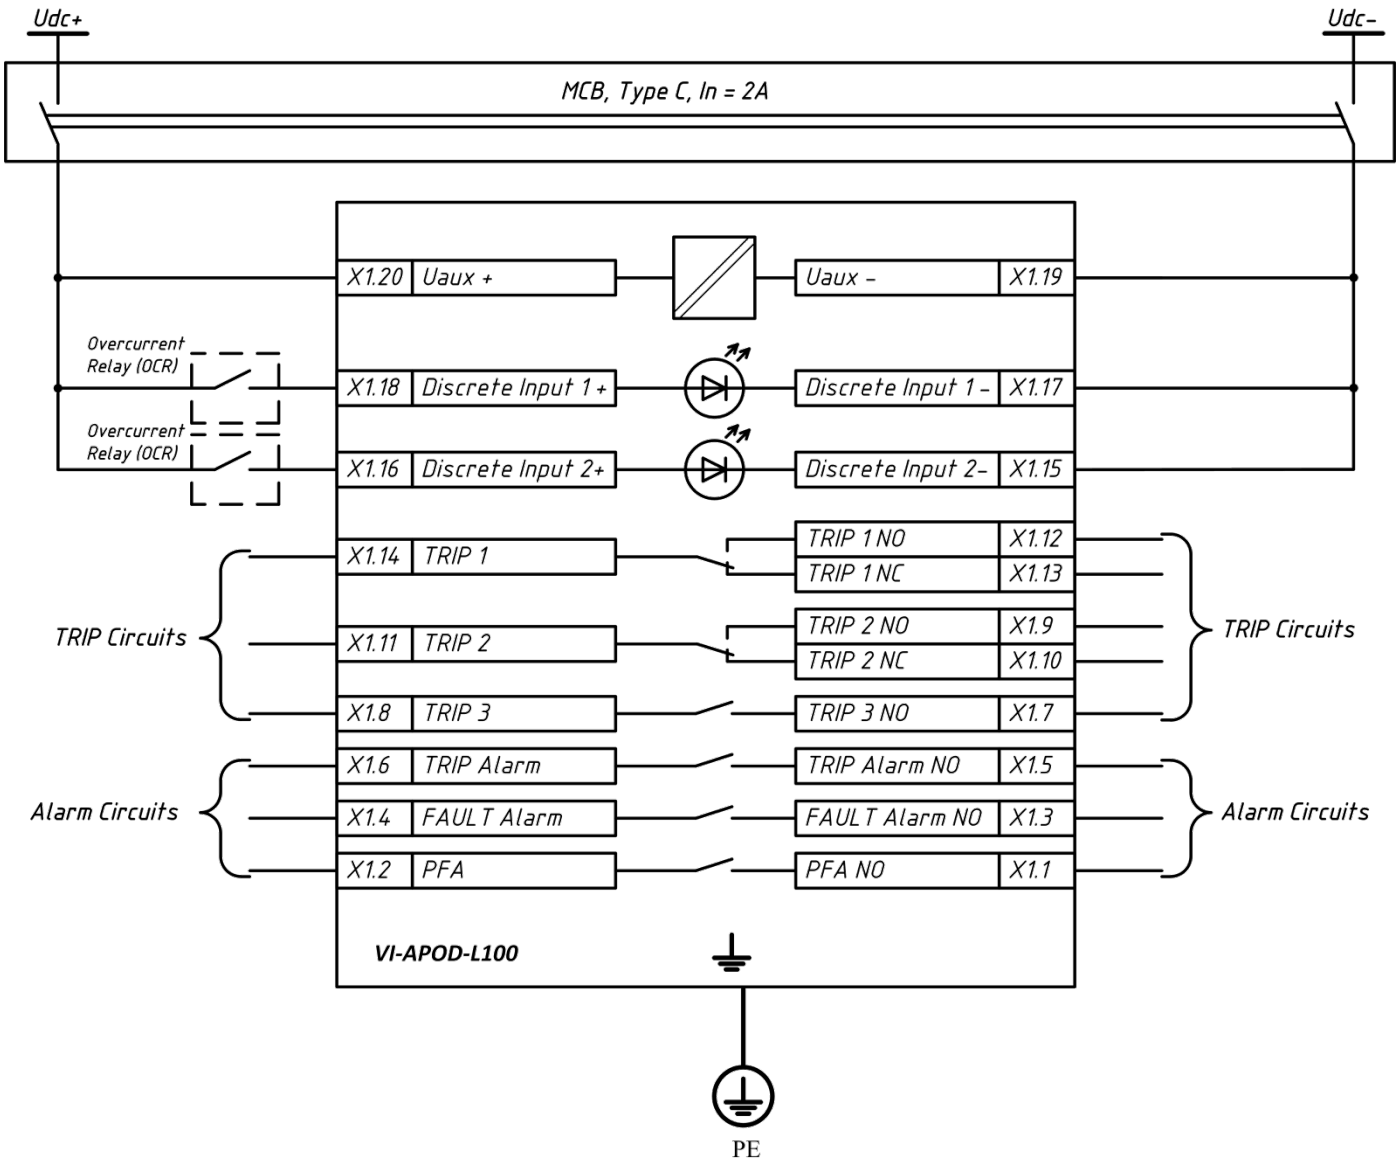 Udc+
Udc-
MCB, Type C, In = 2A
X1.20 Uaux + Uaux - X1.19
Overcurrent
Relay (OCR)
X1.18 Discrete Input 1 + Discrete Input 1 - X1.17
Overcurrent
Relay (OCR)
X1.16 Discrete Input 2+ Discrete Input 2- X1.15
TRIP 1 NO X1.12
X1.14 TRIP 1
TRIP 1 NC X1.13
TRIP 2 NO X1.9
TRIP Circuits
X1.11 TRIP 2
TRIP Circuits
TRIP 2 NC X1.10
X1.8 TRIP 3 TRIP 3 NO X1.7
X1.6 TRIP Alarm TRIP Alarm NO X1.5
Alarm Circuits
X1.4 FAULT Alarm FAULT Alarm NO X1.3
Alarm Circuits
X1.2 PFA PFA NO X1.1
VI-APOD-L100
PE